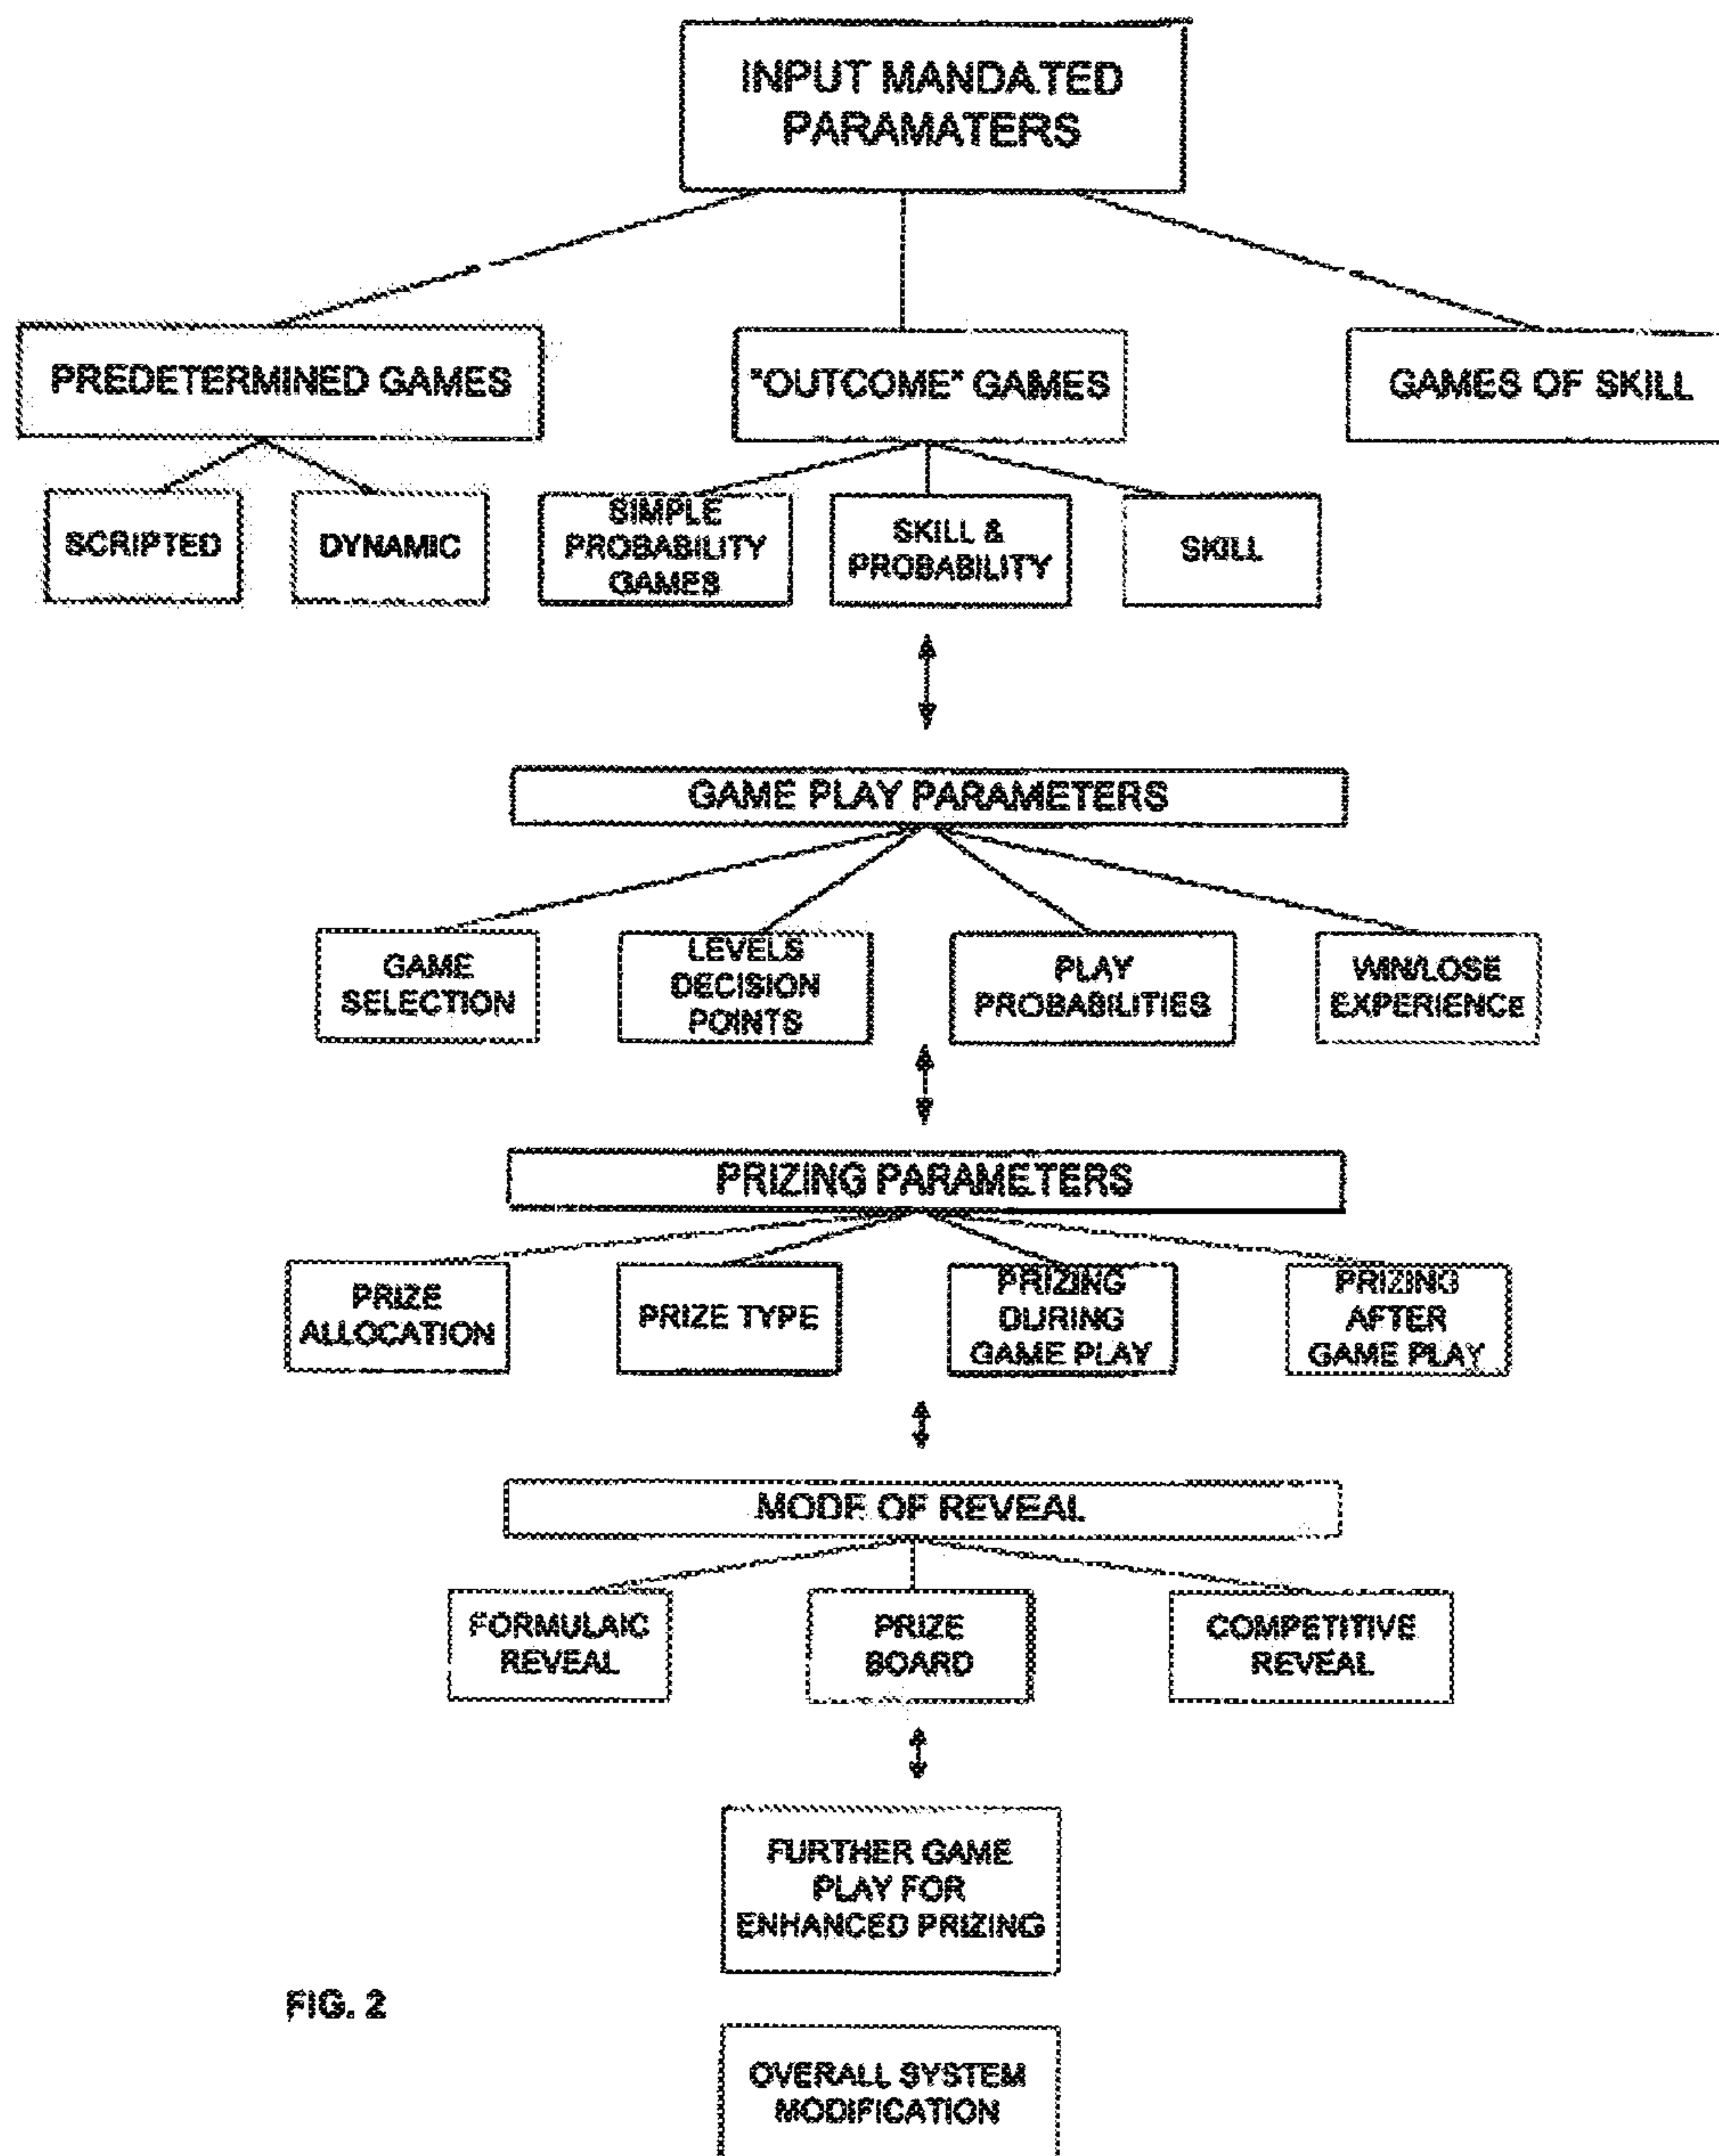 INPUT MANDATED
PARAMATERS
PREDETERMINED GAMES
"OUTCOME" GAMES
GAMES OF SKILL
SCRIPTED
DYNAMIC
SIMPLE
PROBABILITY
GAMES
SKILL &
PROBABILITY
SKILL
GAME PLAY PARAMETERS
GAME
SELECTION
LEVELS
DECISION
POINTS
PLAY
PROBABILITIES
WIN/LOSE
EXPERIENCE
PRIZING PARAMETERS
PRIZE
ALLOCATION
PRIZE TYPE
PRIZING
DURING
GAME PLAY
PRIZING
AFTER
GAME PLAY
MODE OF REVEAL
FORMULAIC
REVEAL
PRIZE
BOARD
COMPETITIVE
REVEAL
FURTHER GAME
PLAY FOR
ENHANCED PRIZING
FIG. 2
OVERALL SYSTEM
MODIFICATION